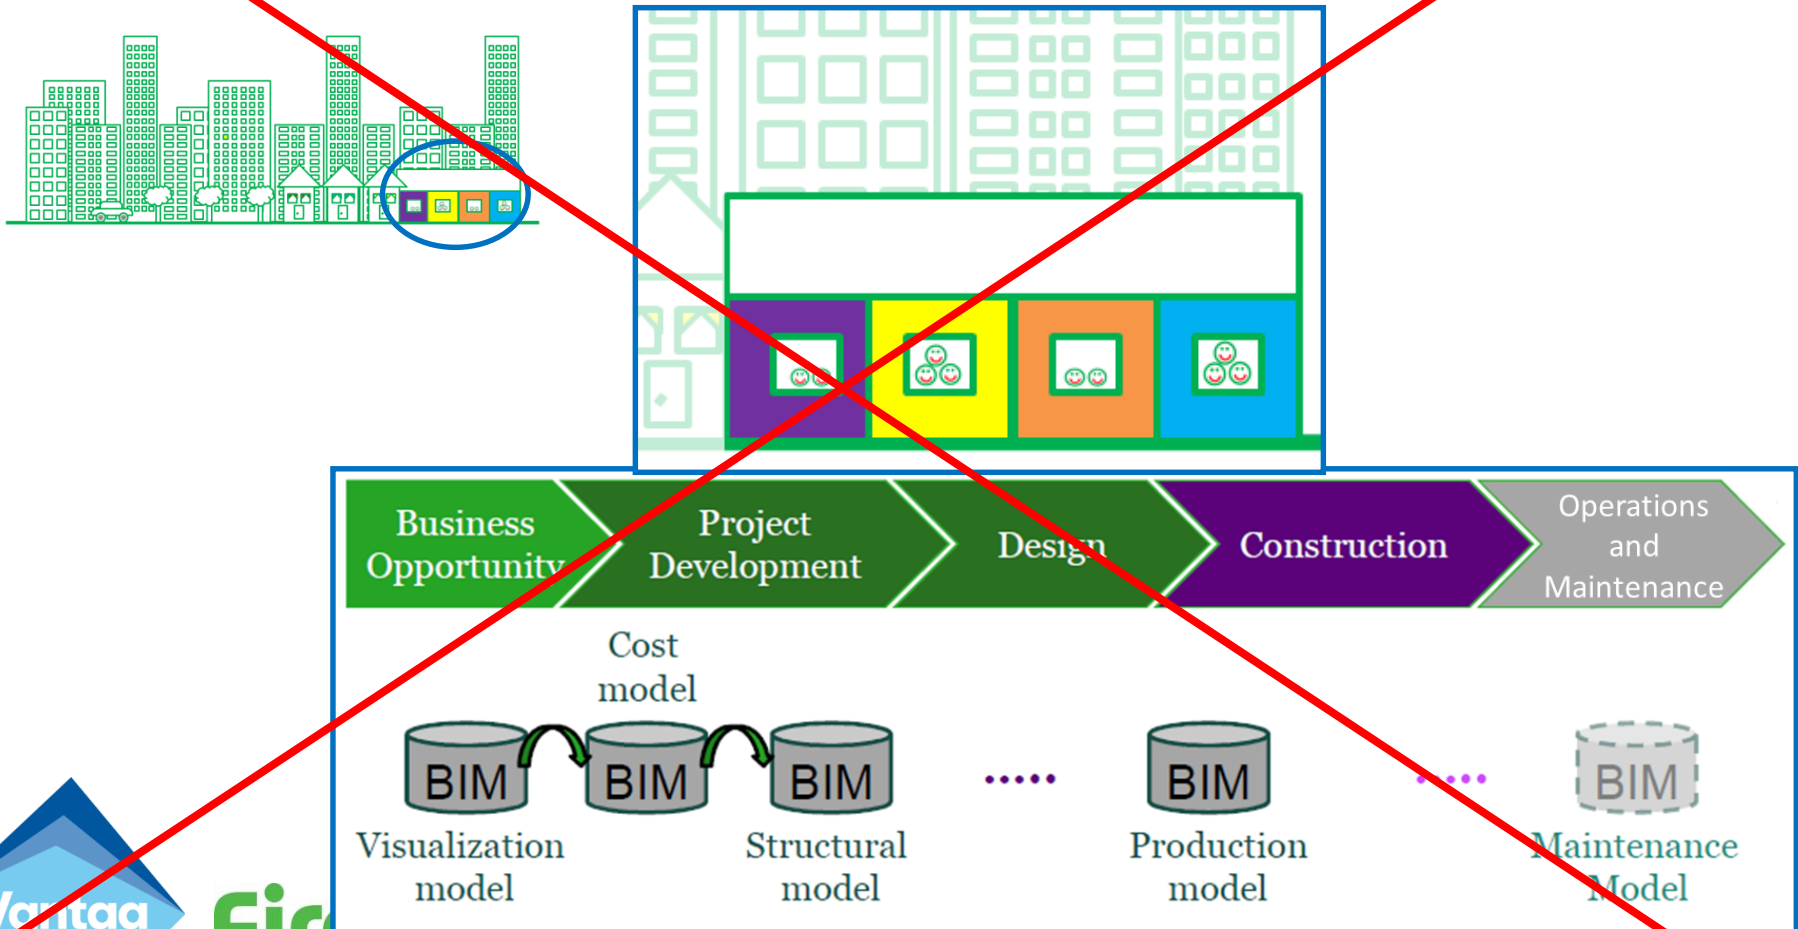 Business
Opportunity
Project
Development
Design
Construction
Operations
and
Maintenance
Cost
model
BIM
BIM
BIM
BIM
BIM
Visualization
model
Structural
model
Production
model
Maintenance
Model
Vantaa